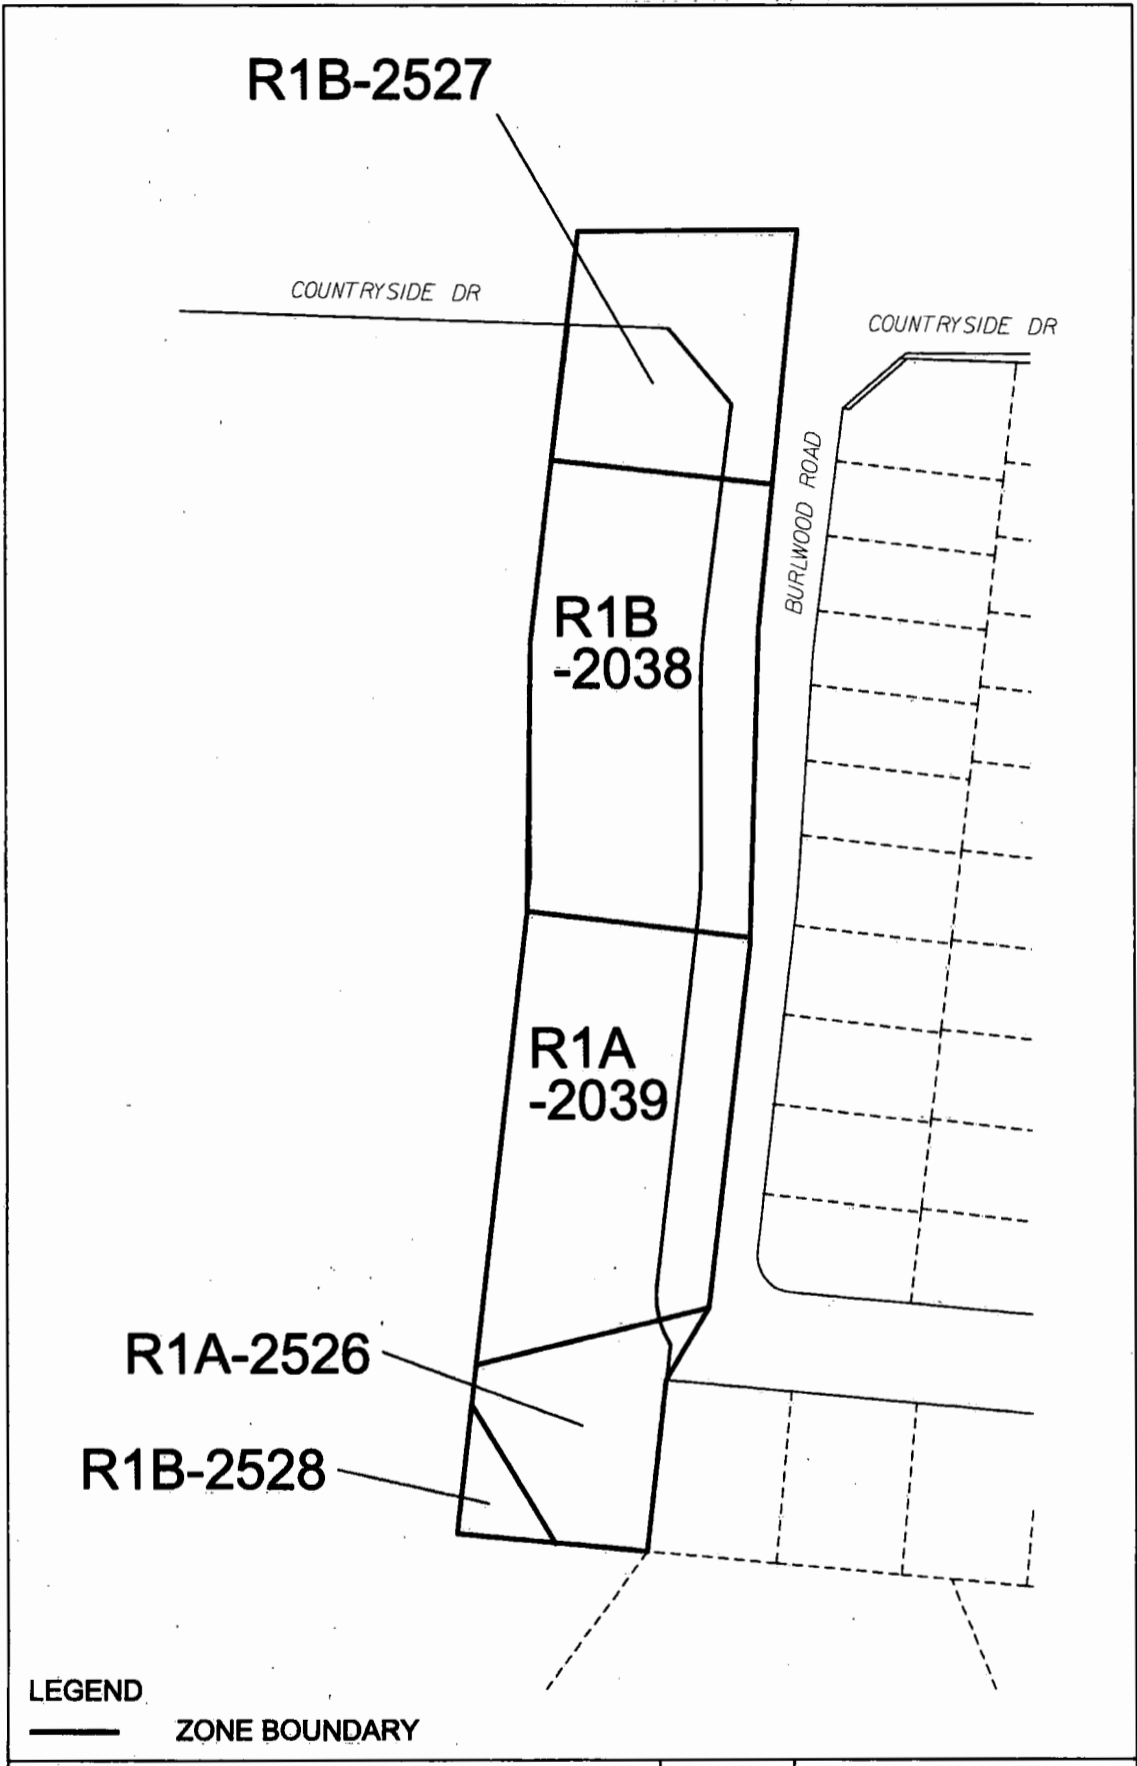 R1B-2527
COUNTRYSIDE DR
COUNTRYSIDE DR
BURLWOOD ROAD
R1B
-2038
R1A
-2039
R1A-2526
R1B-2528
LEGEND
ZONE BOUNDARY